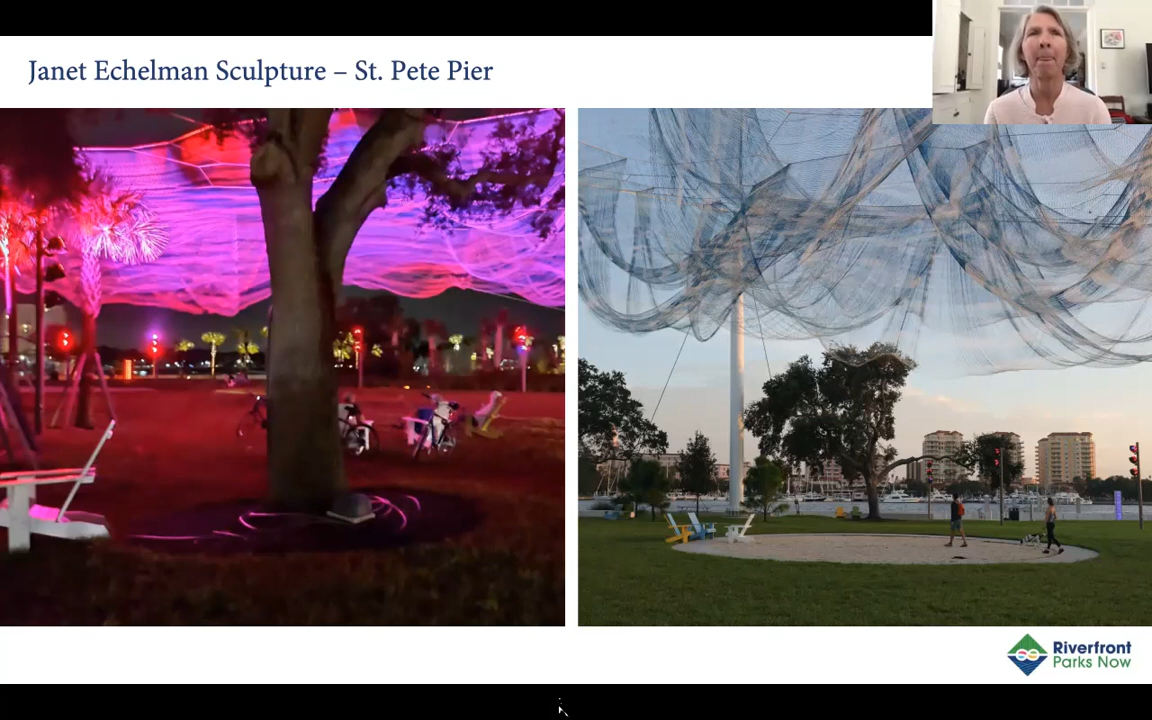 Janet Echelman Sculpture – St. Pete Pier
Riverfront
Parks Now